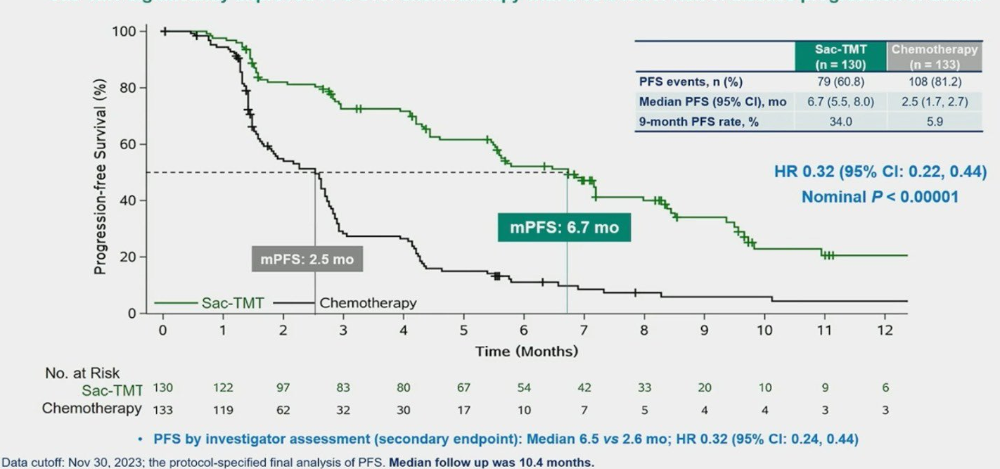 100
80
60
40
20
0
Progression-free Survival (%)
Sac-TMT
(n = 130)
Chemotherapy
(n = 133)
PFS events, n (%) 79 (60.8) 108 (81.2)
Median PFS (95% CI), mo 6.7 (5.5, 8.0) 2.5 (1.7, 2.7)
9-month PFS rate, % 34.0 5.9
HR 0.32 (95% CI: 0.22, 0.44)
Nominal P < 0.00001
mPFS: 6.7 mo
mPFS: 2.5 mo
Sac-TMT Chemotherapy
0 1 2 3 4 5 6 7 8 9 10 11 12
Time (Months)
No. at Risk
Sac-TMT 130 122 97 83 80 67 54 42 33 20 10 9 6
Chemotherapy 133 119 62 32 30 17 10 7 5 4 4 3 3
• PFS by investigator assessment (secondary endpoint): Median 6.5 vs 2.6 mo; HR 0.32 (95% CI: 0.24, 0.44)
Data cutoff: Nov 30, 2023; the protocol-specified final analysis of PFS. Median follow up was 10.4 months.